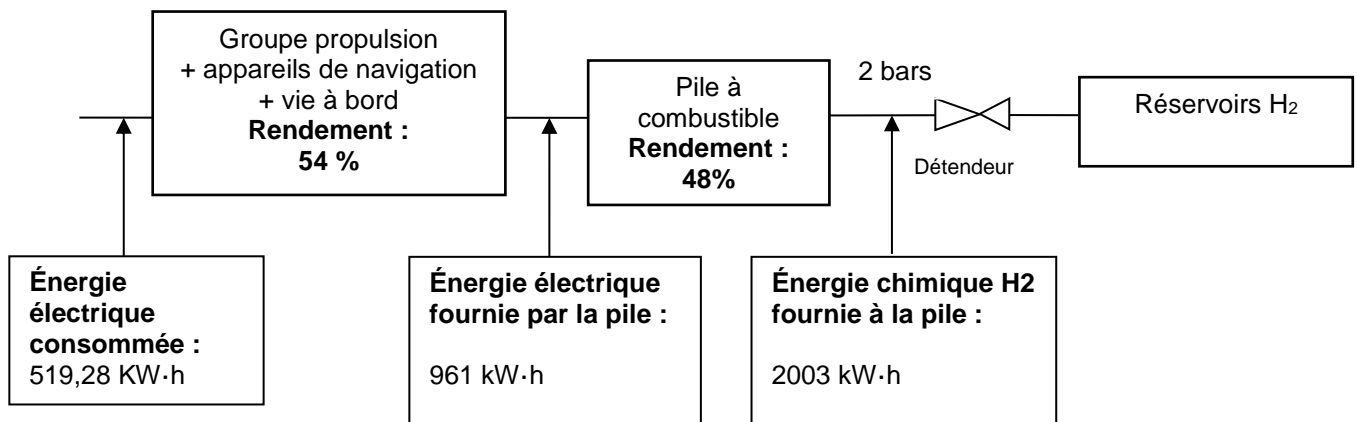 Groupe propulsion
+ appareils de navigation
+ vie à bord
Rendement :
54 %
Pile à
combustible
Rendement :
48%
2 bars
Détendeur
Réservoirs H₂
Énergie
électrique
consommée :
519,28 KW·h
Énergie électrique
fournie par la pile :
961 kW·h
Énergie chimique H2
fournie à la pile :
2003 kW·h